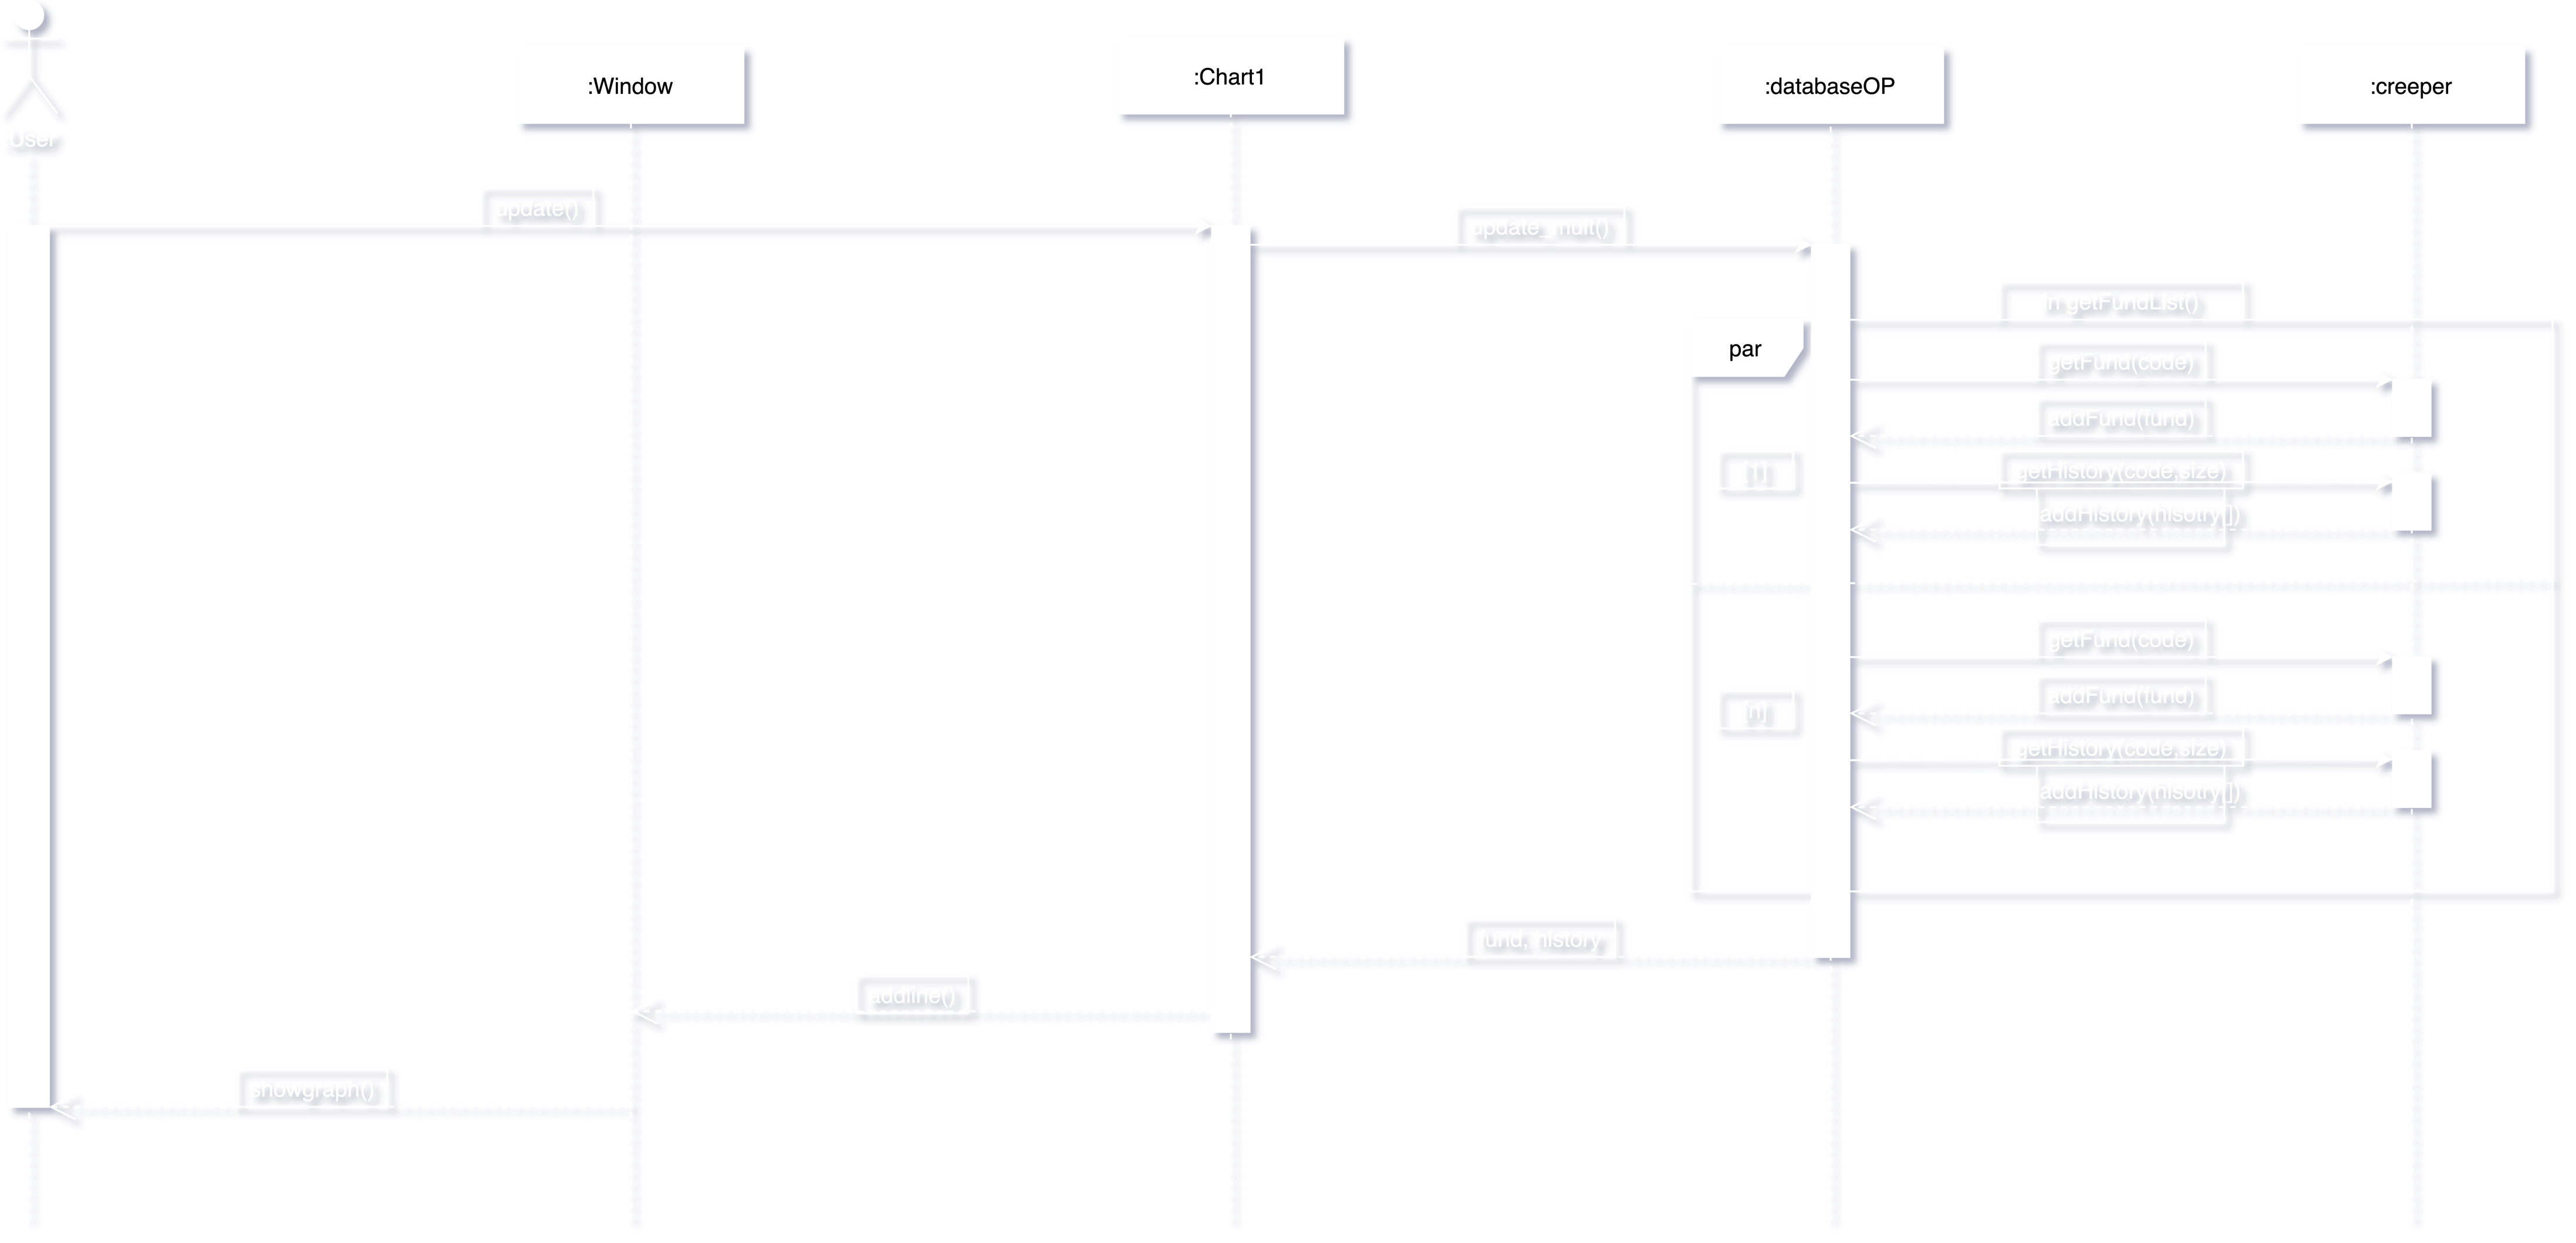 User
:Window
:Chart1
:databaseOP
:creeper
update()
update_mult()
in getFundList()
par
getFund(code)
addFund(fund)
[1]
getHistory(code,size)
addHistory(hisotry[])
getFund(code)
addFund(fund)
[n]
getHistory(code,size)
addHistory(hisotry[])
fund, history
addline()
showgraph()